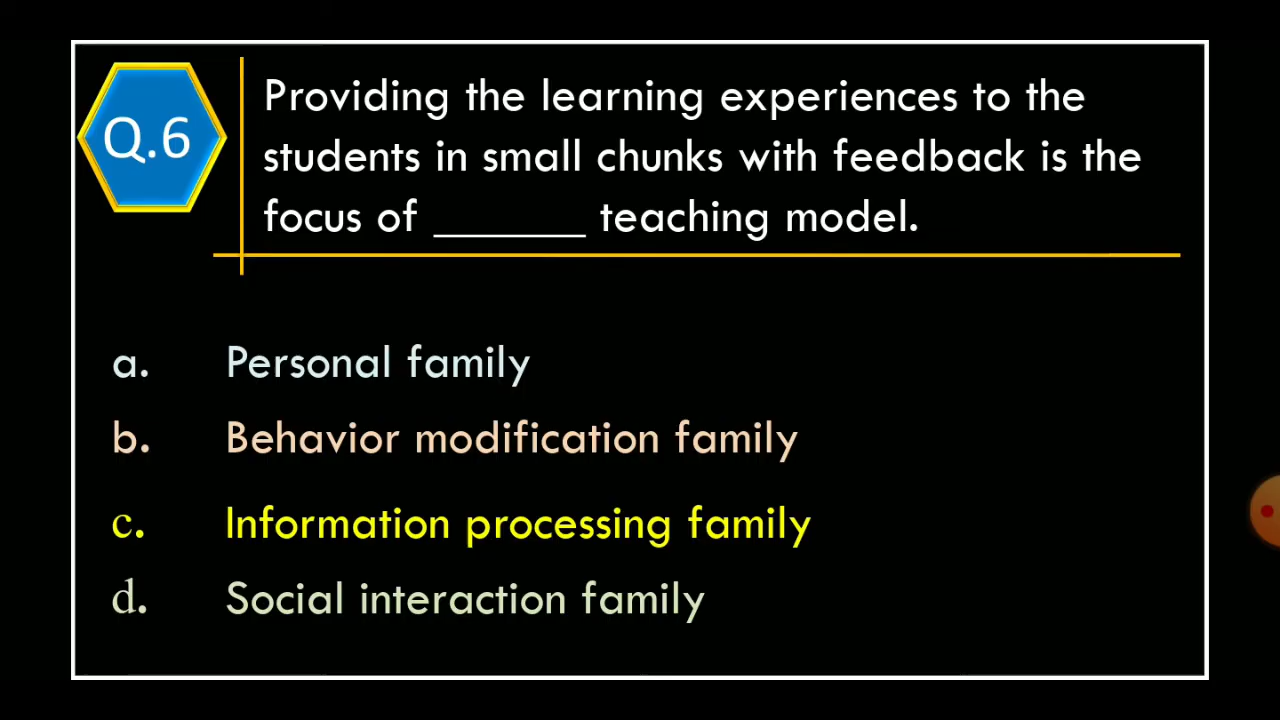 Q.6
Providing the learning experiences to the
students in small chunks with feedback is the
focus of _______ teaching model.
a. Personal family
b. Behavior modification family
c. Information processing family
d. Social interaction family